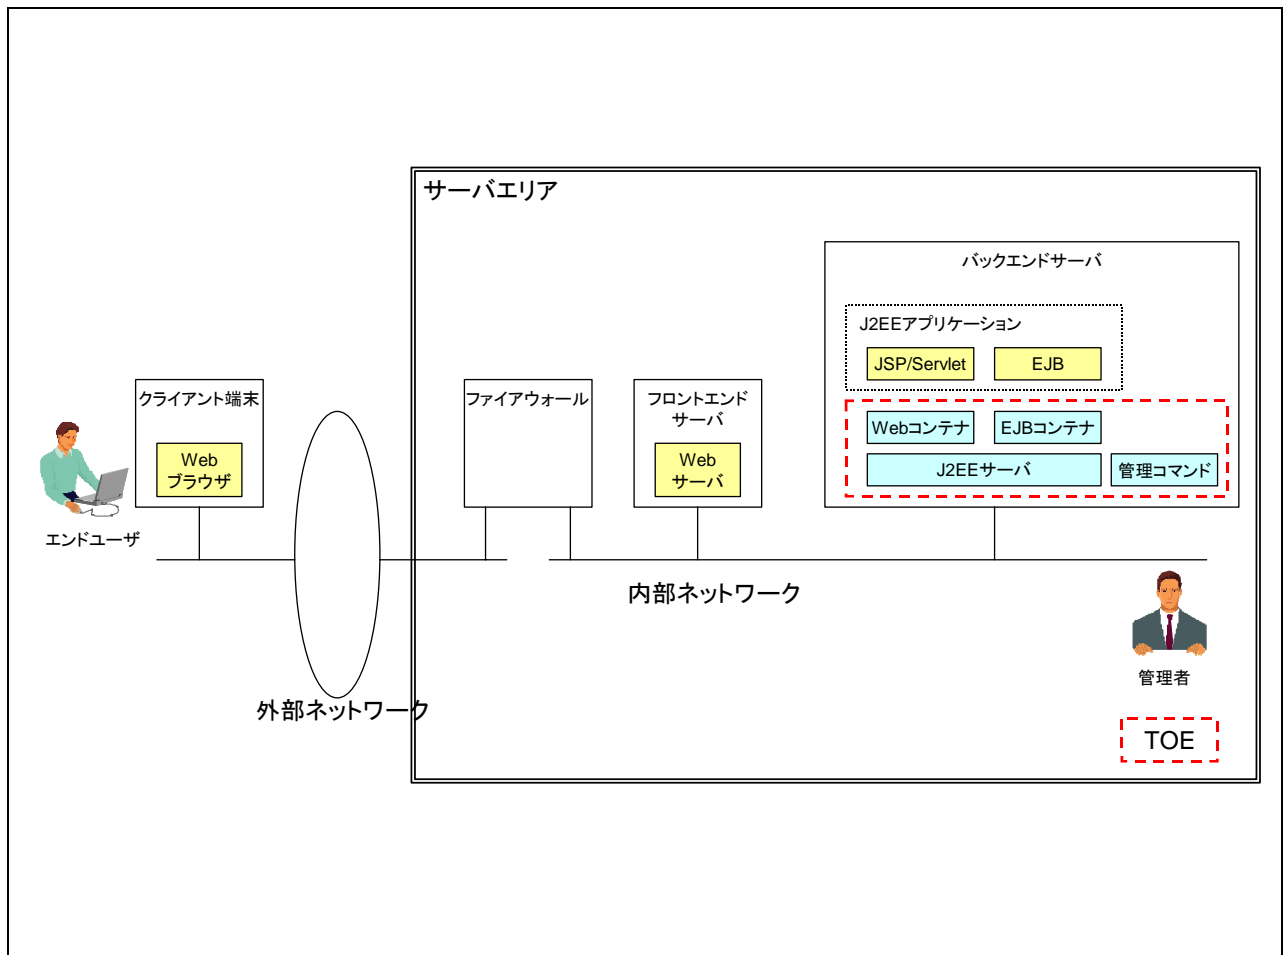 サーバエリア
バックエンドサーバ
J2EEアプリケーション
JSP/Servlet
EJB
クライアント端末
ファイアウォール
フロントエンド
サーバ
Webコンテナ
EJBコンテナ
Web
ブラウザ
Web
サーバ
J2EEサーバ
管理コマンド
エンドユーザ
内部ネットワーク
管理者
外部ネットワーク
TOE